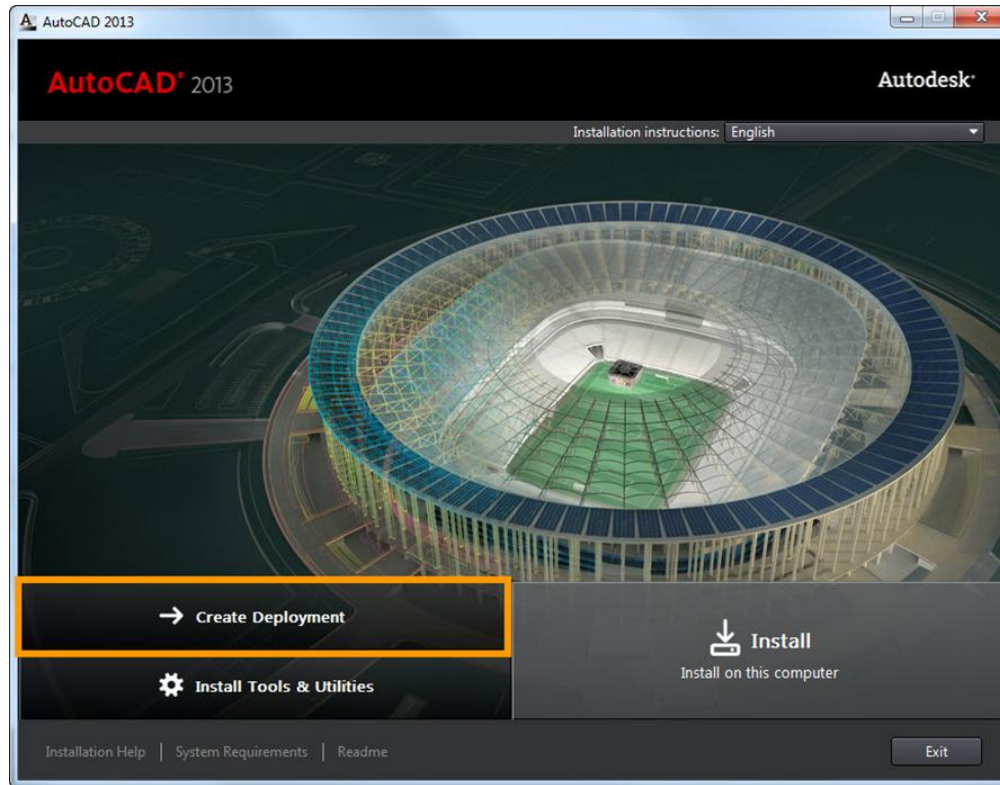 AutoCAD 2013
AutoCAD® 2013
Autodesk®
Installation instructions: English
Create Deployment
Install
Install on this computer
Install Tools & Utilities
Installation Help | System Requirements | Readme
Exit